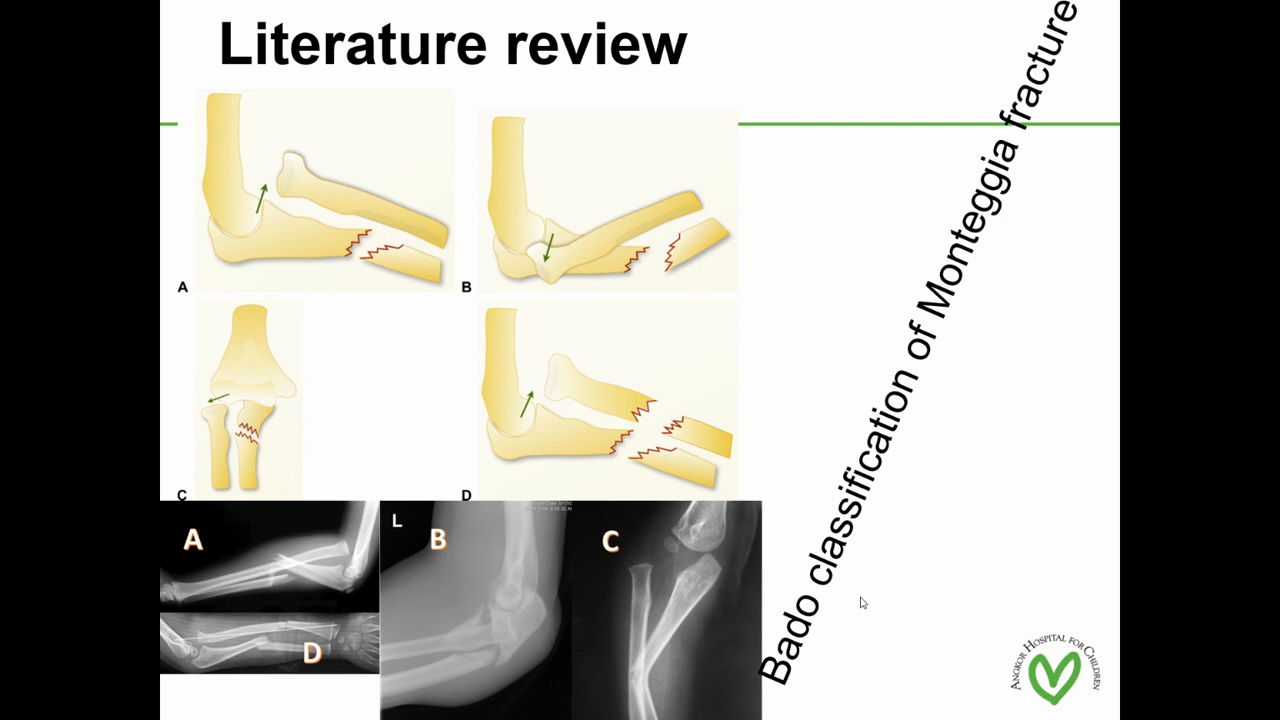 Literature review
Bado classification of Monteggia fracture
A
B
C
D
A
L
B
C
D
ANGKOR HOSPITAL FOR CHILDREN